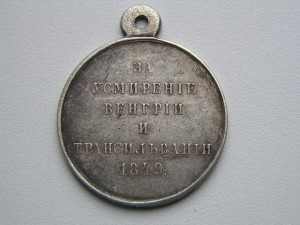 ЗА
УСМИРЕНІЕ
ВЕНГРІИ
И
ТРАНСИЛЬВАНІИ
1849.